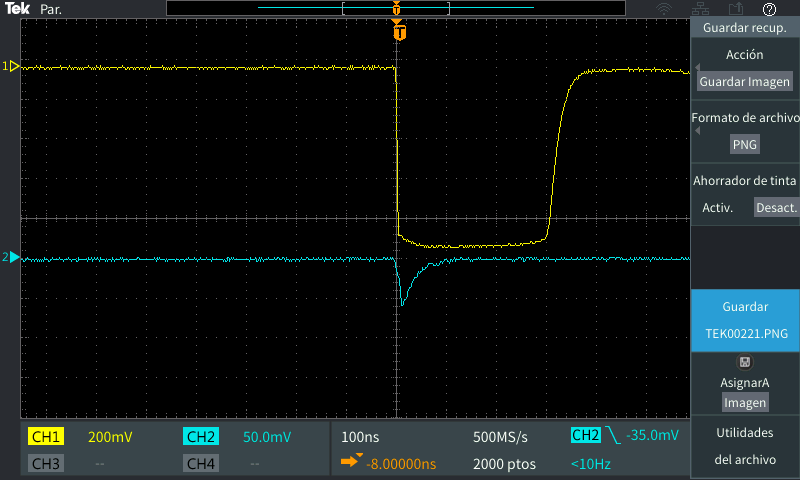 Tek Par.
T
T
1
2
Guardar recup.
Acción
Guardar Imagen
Formato de archivo
PNG
Ahorrador de tinta
Activ. Desact.
Guardar
TEK00221.PNG
AsignarA
Imagen
Utilidades
del archivo
CH1 200mV CH2 50.0mV 100ns 500MS/s CH2 -35.0mV
CH3 -- CH4 -- -8.00000ns 2000 ptos <10Hz